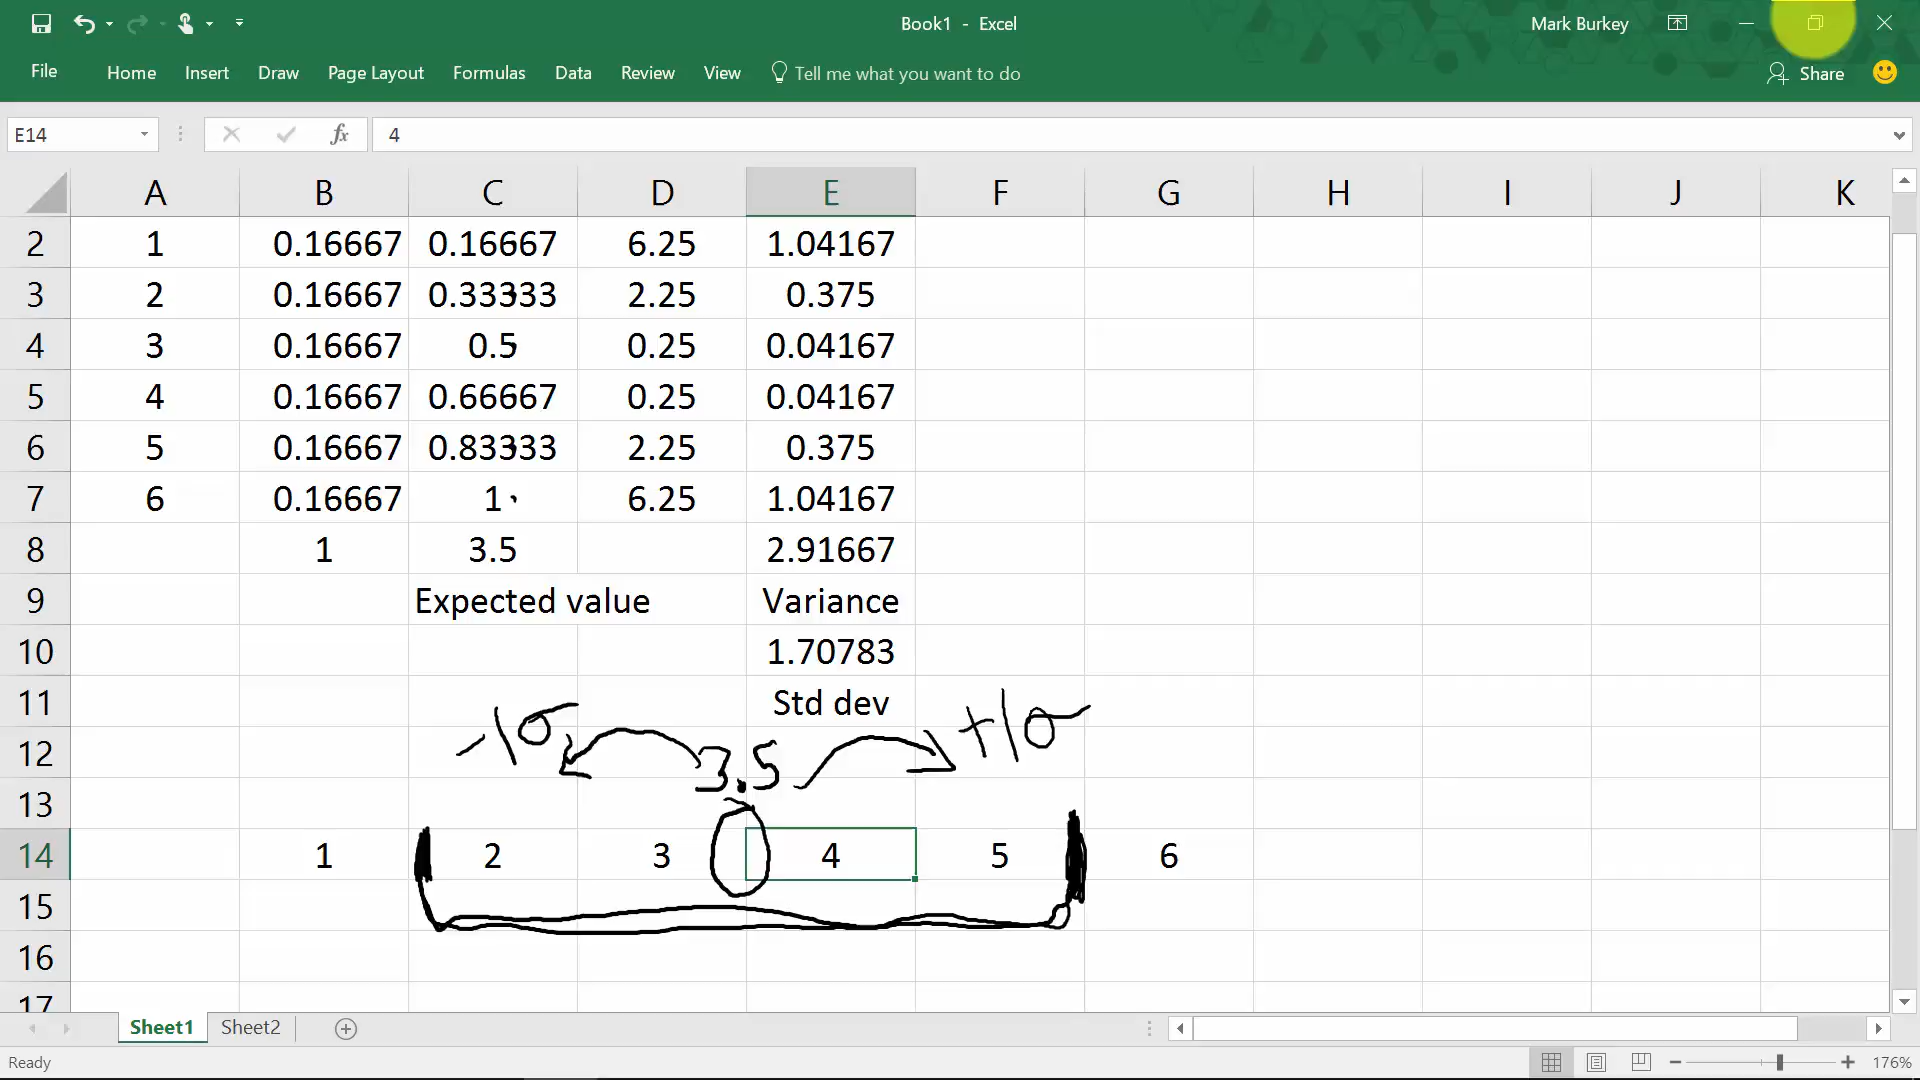 Book1 - Excel
Mark Burkey
File Home Insert Draw Page Layout Formulas Data Review View Tell me what you want to do Share
E14 fx 4
A B C D E F G H I J K
2 1 0.16667 0.16667 6.25 1.04167
3 2 0.16667 0.33333 2.25 0.375
4 3 0.16667 0.5 0.25 0.04167
5 4 0.16667 0.66667 0.25 0.04167
6 5 0.16667 0.83333 2.25 0.375
7 6 0.16667 1 6.25 1.04167
8 1 3.5 2.91667
9 Expected value Variance
10 1.70783
11 Std dev
-1σ +1σ
12 3.5
13
14 1 2 3 4 5 6
15
16
17
Sheet1 Sheet2
Ready 176%